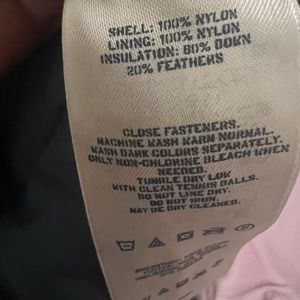 SHELL: 100% NYLON
LINING: 100% NYLON
INSULATION: 80% DOWN
20% FEATHERS
CLOSE FASTENERS.
MACHINE WASH WARM NORMAL.
WASH DARK COLORS SEPARATELY.
ONLY NON-CHLORINE BLEACH WHEN
NEEDED.
TUMBLE DRY LOW
WITH CLEAN TENNIS BALLS.
DO NOT LINE DRY.
DO NOT IRON.
MAY BE DRY CLEANED.